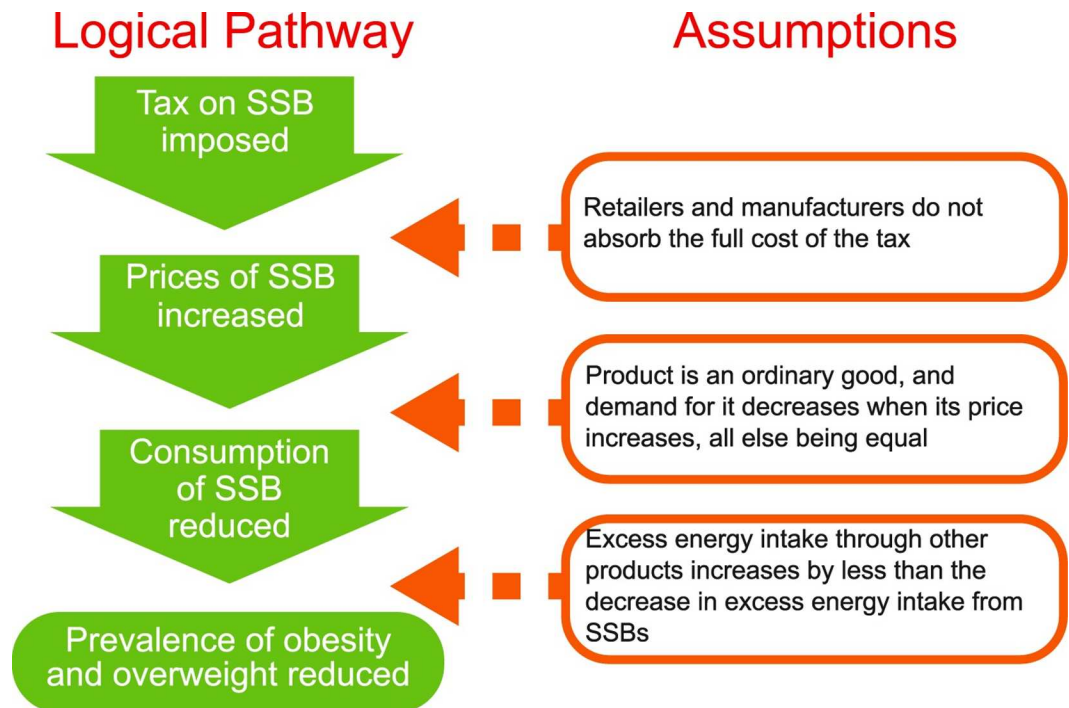 Logical Pathway
Assumptions
Tax on SSB
imposed
Retailers and manufacturers do not
absorb the full cost of the tax
Prices of SSB
increased
Product is an ordinary good, and
demand for it decreases when its price
increases, all else being equal
Consumption
of SSB
reduced
Excess energy intake through other
products increases by less than the
decrease in excess energy intake from
SSBs
Prevalence of obesity
and overweight reduced